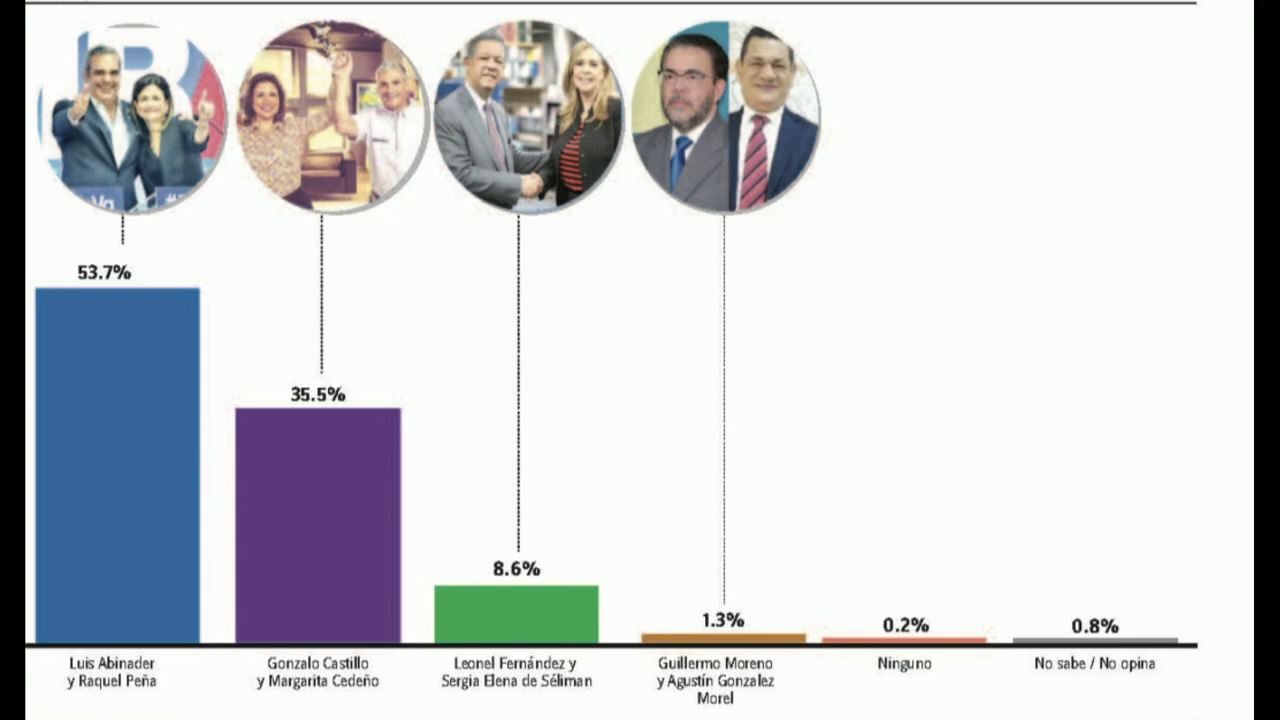 53.7%
35.5%
8.6%
1.3%
0.2%
0.8%
Luis Abinader
y Raquel Peña
Gonzalo Castillo
y Margarita Cedeño
Leonel Fernández y
Sergia Elena de Séliman
Guillermo Moreno
y Agustín Gonzalez
Morel
Ninguno
No sabe / No opina